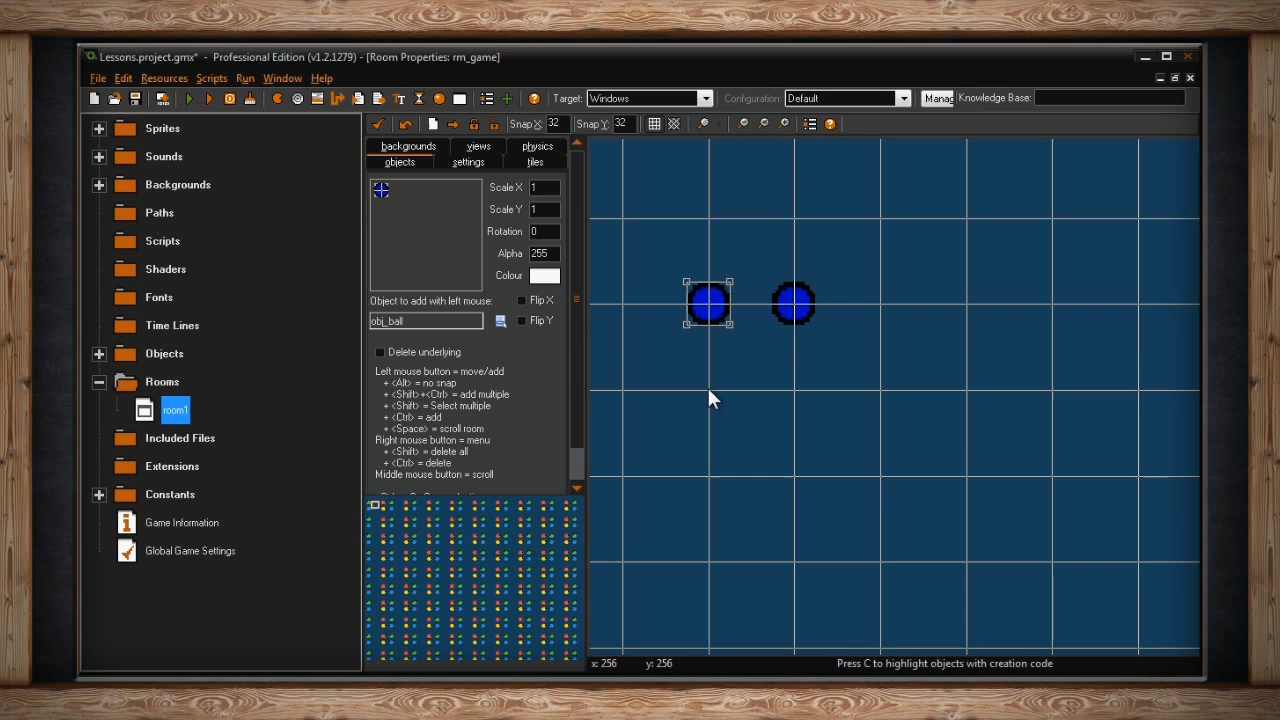 Lessons.project.gmx* - Professional Edition (v1.2.1279) - [Room Properties: rm_game]
File Edit Resources Scripts Run Window Help
Target: Windows Configuration: Default Manag Knowledge Base:
Snap X: 32 Snap Y: 32
Sprites
Sounds
Backgrounds
Paths
Scripts
Shaders
Fonts
Time Lines
Objects
Rooms
room1
Included Files
Extensions
Constants
Game Information
Global Game Settings
backgrounds views physics
objects settings tiles
Scale X 1
Scale Y 1
Rotation 0
Alpha 255
Colour
Object to add with left mouse: Flip X
obj_ball Flip Y
Delete underlying
Left mouse button = move/add
+ <Alt> = no snap
+ <Shift>+<Ctrl> = add multiple
+ <Shift> = Select multiple
+ <Ctrl> = add
+ <Space> = scroll room
Right mouse button = menu
+ <Shift> = delete all
+ <Ctrl> = delete
Middle mouse button = scroll
x: 256 y: 256 Press C to highlight objects with creation code